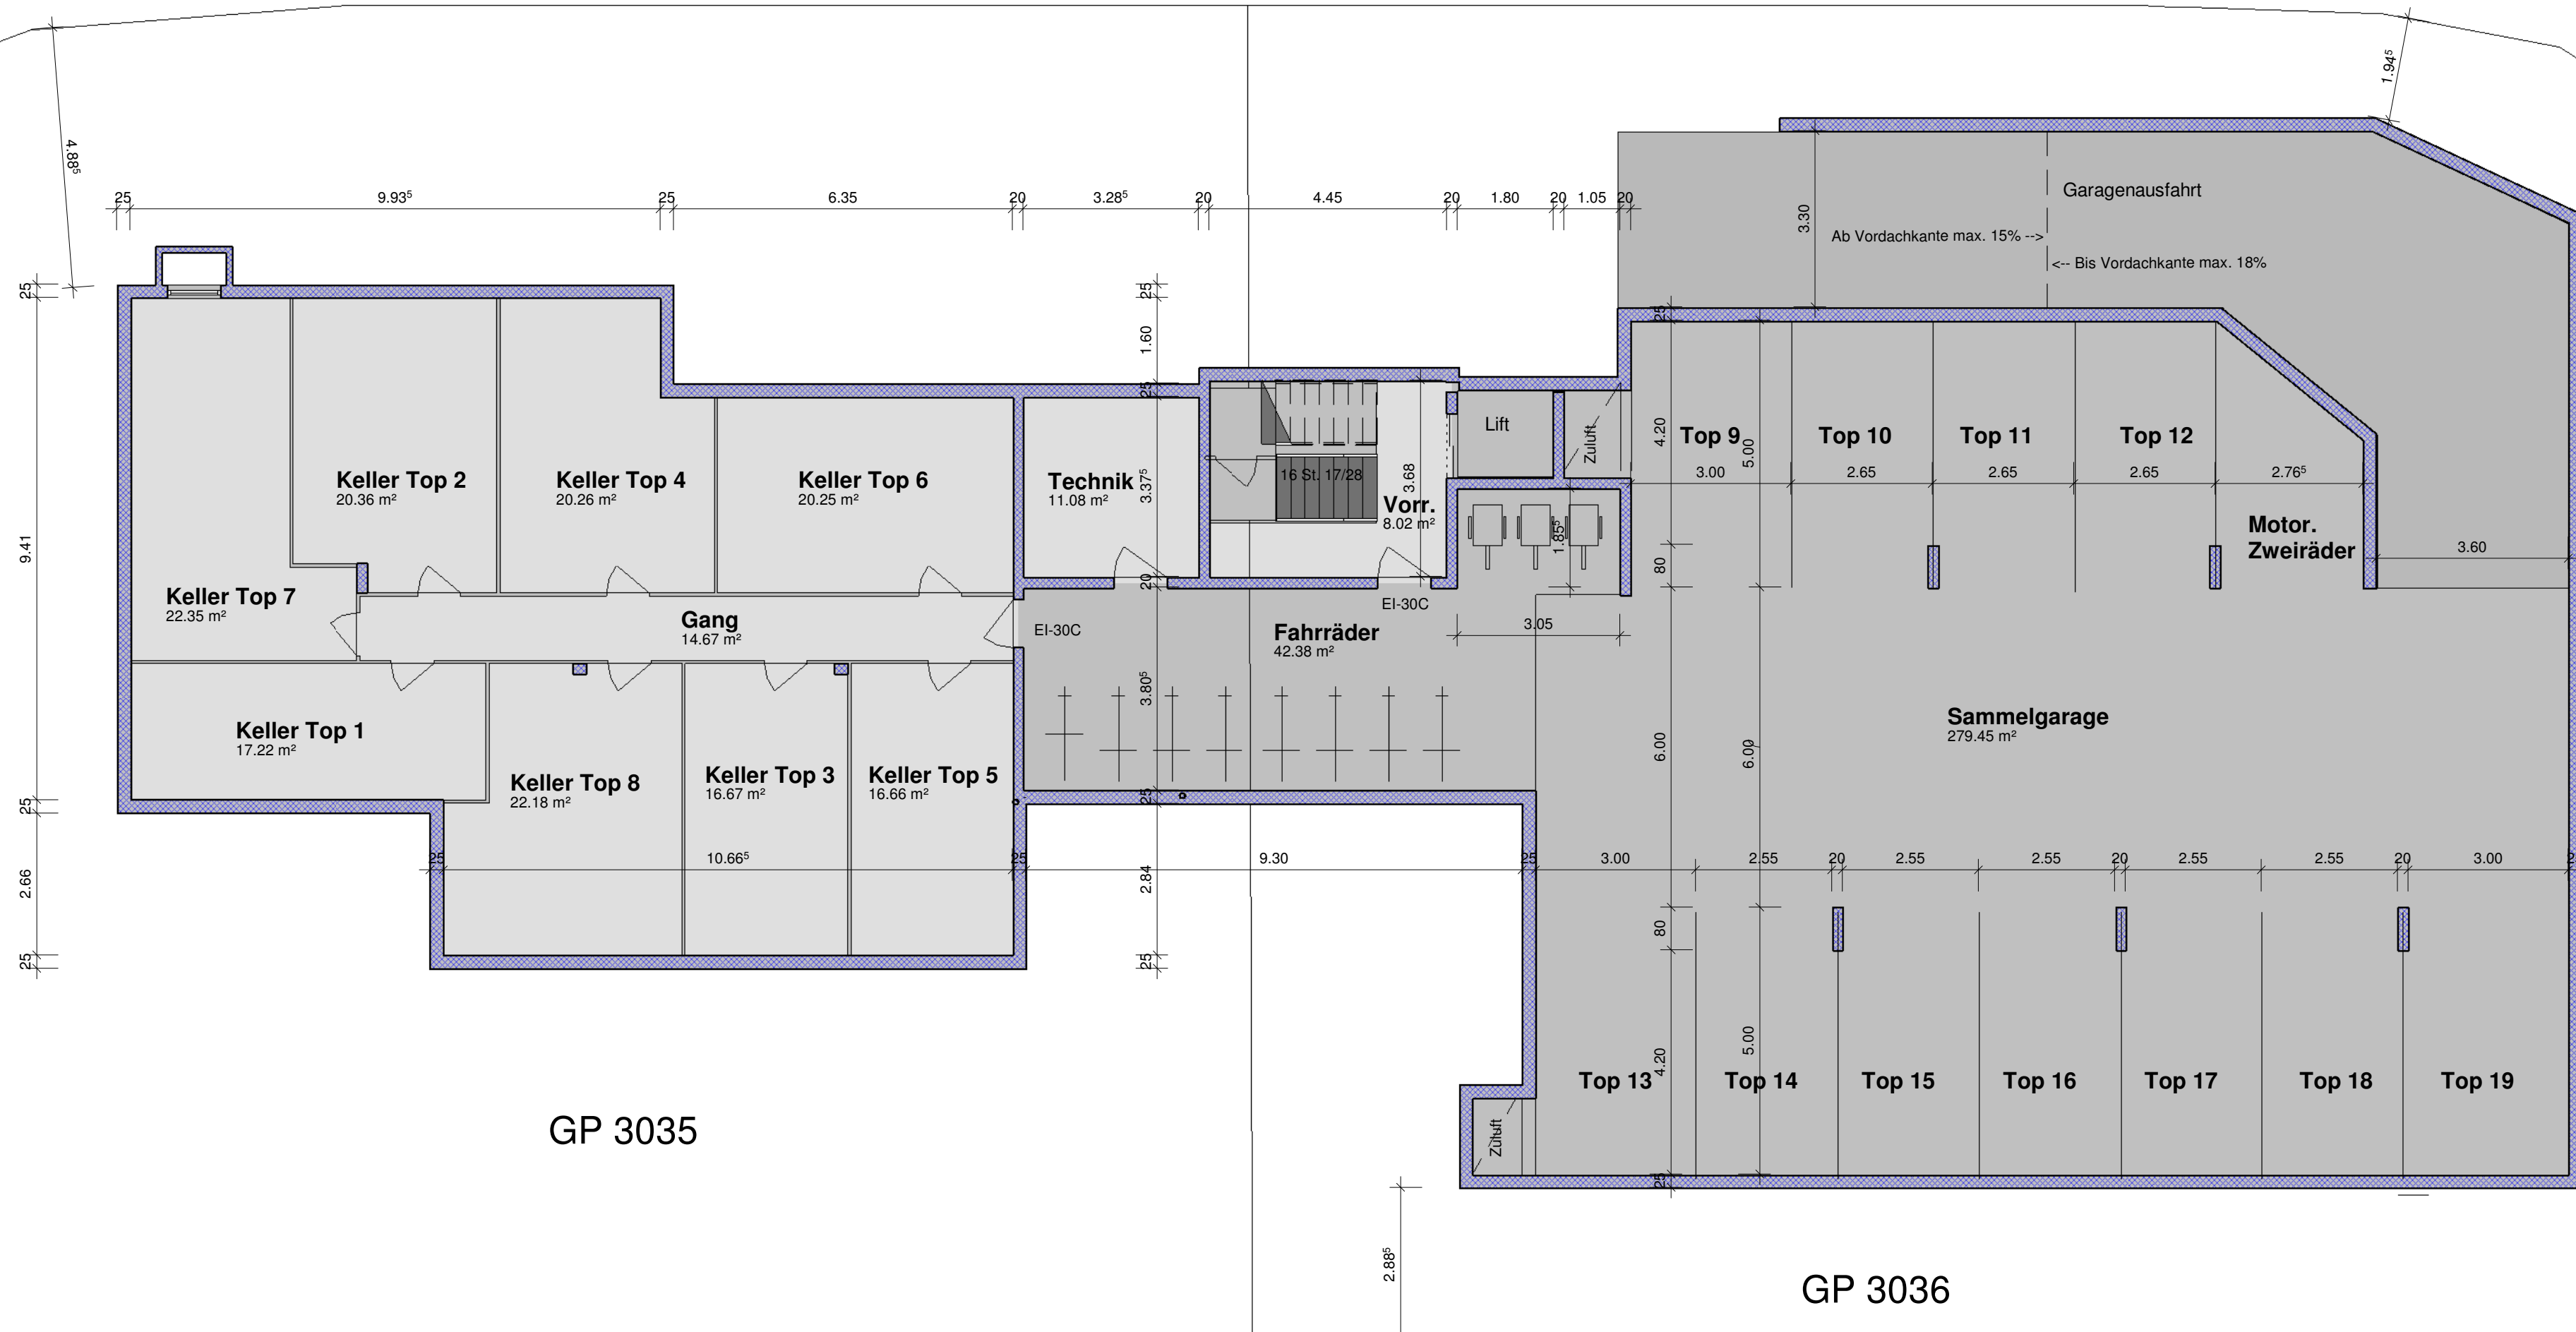 4.88⁵
1.94⁵
25
9.93⁵
25
6.35
20
3.28⁵
20
4.45
20
1.80
20
1.05
20
3.30
Garagenausfahrt
Ab Vordachkante max. 15% -->
<-- Bis Vordachkante max. 18%
25
9.41
25
2.66
25
25
1.60
25
3.37⁵
20
3.80⁵
25
2.84
25
Keller Top 2
20.36 m²
Keller Top 4
20.26 m²
Keller Top 6
20.25 m²
Technik
11.08 m²
16 St. 17/28
3.68
Vorr.
8.02 m²
Lift
Zuluft
1.85⁵
Keller Top 7
22.35 m²
Gang
14.67 m²
EI-30C
EI-30C
Fahrräder
42.38 m²
3.05
Keller Top 1
17.22 m²
Keller Top 8
22.18 m²
Keller Top 3
16.67 m²
Keller Top 5
16.66 m²
25
4.20
80
6.00
80
4.20
25
5.00
6.00
5.00
Top 9
Top 10
Top 11
Top 12
3.00
2.65
2.65
2.65
2.76⁵
Motor.
Zweiräder
3.60
Sammelgarage
279.45 m²
25
10.66⁵
25
9.30
25
3.00
2.55
20
2.55
2.55
20
2.55
2.55
20
3.00
Top 13
Top 14
Top 15
Top 16
Top 17
Top 18
Top 19
Zuluft
GP 3035
2.88⁵
GP 3036